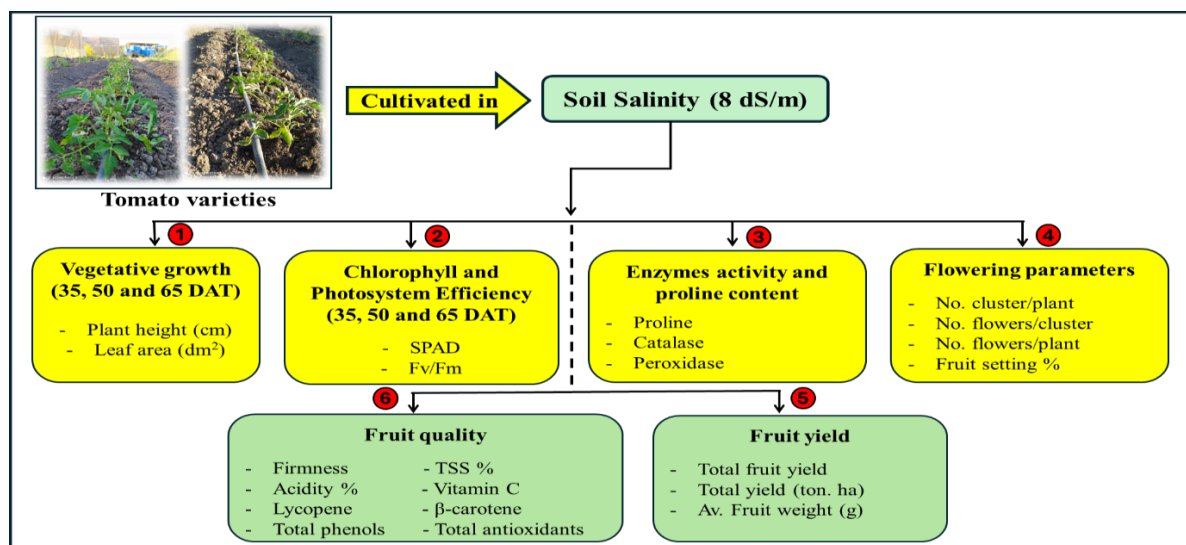 Cultivated in
Soil Salinity (8 dS/m)
Tomato varieties
1
Vegetative growth
(35, 50 and 65 DAT)
- Plant height (cm)
- Leaf area (dm²)
2
Chlorophyll and
Photosystem Efficiency
(35, 50 and 65 DAT)
- SPAD
- Fv/Fm
3
Enzymes activity and
proline content
- Proline
- Catalase
- Peroxidase
4
Flowering parameters
- No. cluster/plant
- No. flowers/cluster
- No. flowers/plant
- Fruit setting %
6
Fruit quality
- Firmness - TSS %
- Acidity % - Vitamin C
- Lycopene - β-carotene
- Total phenols - Total antioxidants
5
Fruit yield
- Total fruit yield
- Total yield (ton. ha)
- Av. Fruit weight (g)